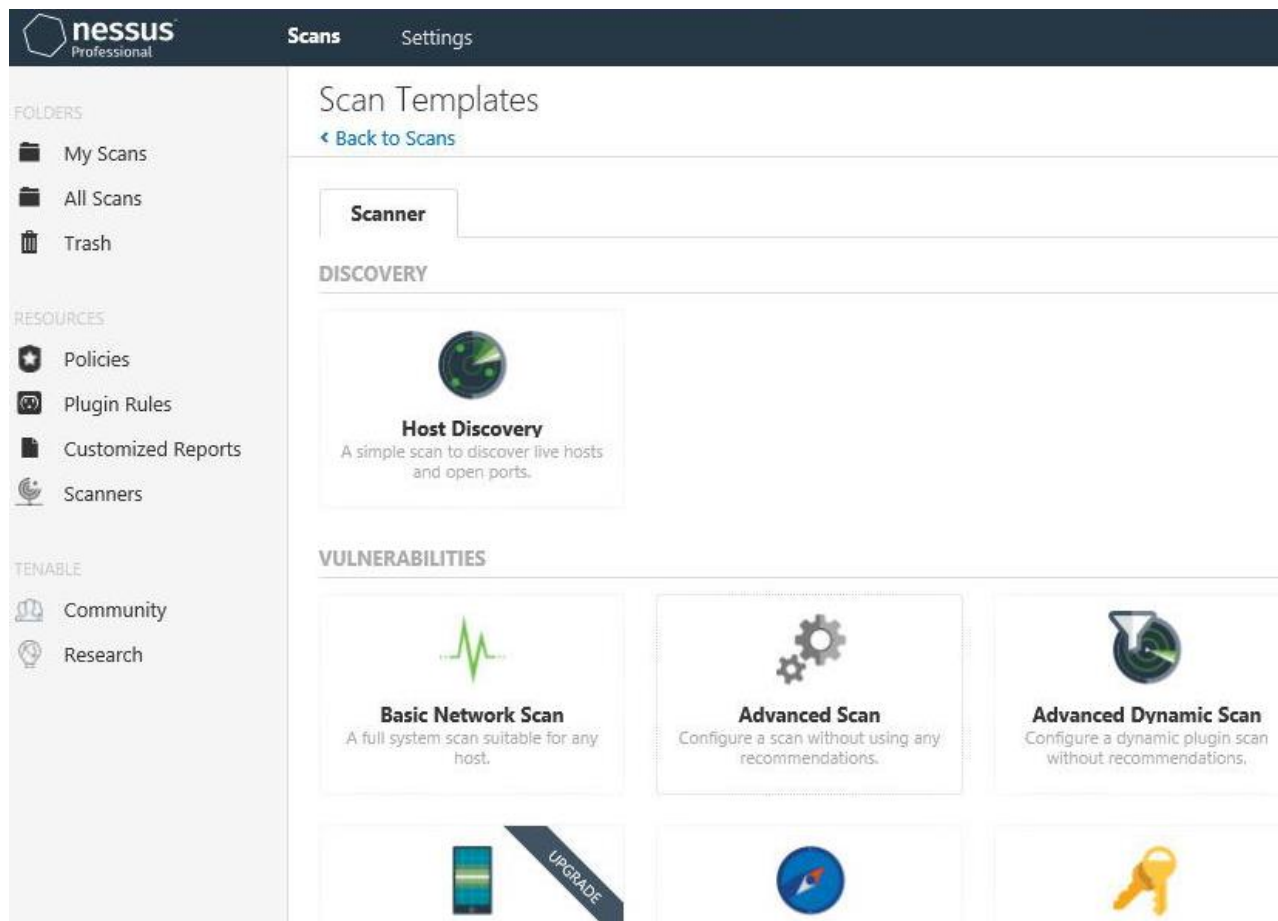 nessus
Professional
Scans
Settings
FOLDERS
My Scans
All Scans
Trash
RESOURCES
Policies
Plugin Rules
Customized Reports
Scanners
TENABLE
Community
Research
Scan Templates
< Back to Scans
Scanner
DISCOVERY
Host Discovery
A simple scan to discover live hosts
and open ports.
VULNERABILITIES
Basic Network Scan
A full system scan suitable for any
host.
Advanced Scan
Configure a scan without using any
recommendations.
Advanced Dynamic Scan
Configure a dynamic plugin scan
without recommendations.
UPGRADE